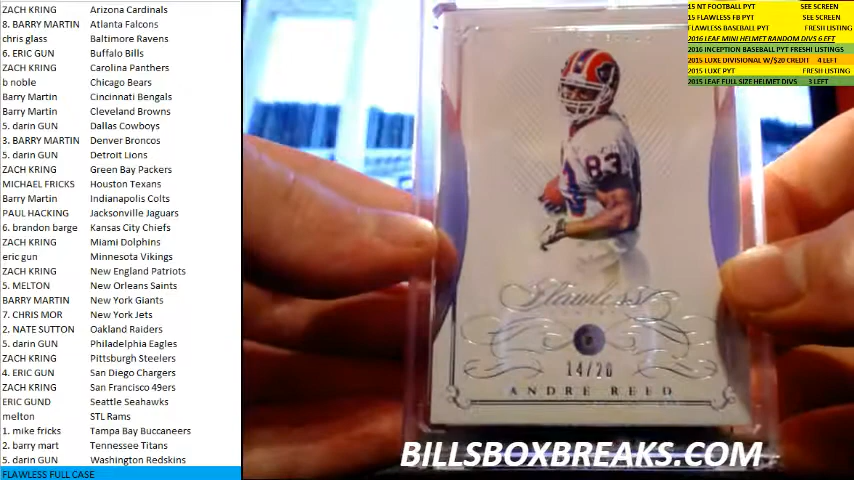 ZACH KRING Arizona Cardinals
8. BARRY MARTIN Atlanta Falcons
chris glass Baltimore Ravens
6. ERIC GUN Buffalo Bills
ZACH KRING Carolina Panthers
b noble Chicago Bears
Barry Martin Cincinnati Bengals
Barry Martin Cleveland Browns
5. darin GUN Dallas Cowboys
3. BARRY MARTIN Denver Broncos
5. darin GUN Detroit Lions
ZACH KRING Green Bay Packers
MICHAEL FRICKS Houston Texans
Barry Martin Indianapolis Colts
PAUL HACKING Jacksonville Jaguars
6. brandon barge Kansas City Chiefs
ZACH KRING Miami Dolphins
eric gun Minnesota Vikings
ZACH KRING New England Patriots
5. MELTON New Orleans Saints
BARRY MARTIN New York Giants
7. CHRIS MOR New York Jets
2. NATE SUTTON Oakland Raiders
5. darin GUN Philadelphia Eagles
ZACH KRING Pittsburgh Steelers
4. ERIC GUN San Diego Chargers
ZACH KRING San Francisco 49ers
ERIC GUND Seattle Seahawks
melton STL Rams
1. mike fricks Tampa Bay Buccaneers
2. barry mart Tennessee Titans
5. darin GUN Washington Redskins
FLAWLESS FULL CASE
15 NT FOOTBALL PYT SEE SCREEN
15 FLAWLESS FB PYT SEE SCREEN
FLAWLESS BASEBALL PYT FRESH LISTING
2016 LEAF MINI HELMET RANDOM DIVS 6 LEFT
2016 INCEPTION BASEBALL PYT FRESH LISTINGS
2015 LUXE DIVISIONAL W/$20 CREDIT 4 LEFT
2015 LUXE PYT FRESH LISTING
2015 LEAF FULL SIZE HELMET DIVS 3 LEFT
83
Flawless
14/20
ANDRE REED
BILLSBOXBREAKS.COM